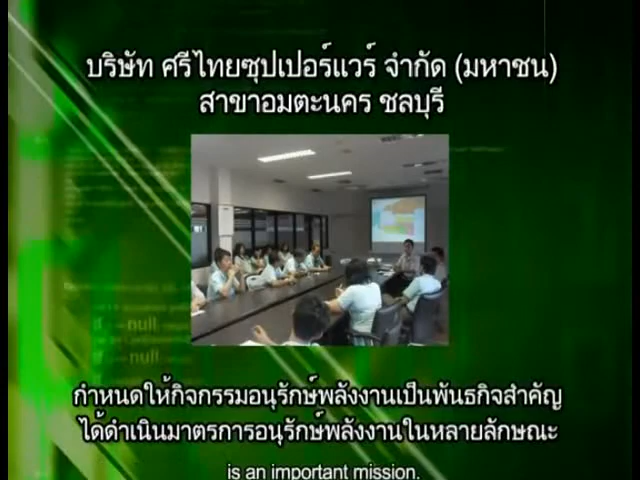 บริษัท ศรีไทยซุปเปอร์แวร์ จำกัด (มหาชน)
สาขาอมตะนคร ชลบุรี
null
null
กำหนดให้กิจกรรมอนุรักษ์พลังงานเป็นพันธกิจสำคัญ
ได้ดำเนินมาตรการอนุรักษ์พลังงานในหลายลักษณะ
is an important mission.